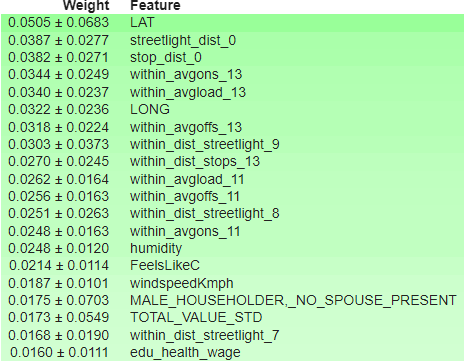 Weight Feature
0.0505 ± 0.0683 LAT
0.0387 ± 0.0277 streetlight_dist_0
0.0382 ± 0.0271 stop_dist_0
0.0344 ± 0.0249 within_avgons_13
0.0340 ± 0.0237 within_avgload_13
0.0322 ± 0.0236 LONG
0.0318 ± 0.0224 within_avgoffs_13
0.0303 ± 0.0373 within_dist_streetlight_9
0.0270 ± 0.0245 within_dist_stops_13
0.0262 ± 0.0164 within_avgload_11
0.0256 ± 0.0163 within_avgoffs_11
0.0251 ± 0.0263 within_dist_streetlight_8
0.0248 ± 0.0163 within_avgons_11
0.0248 ± 0.0120 humidity
0.0214 ± 0.0114 FeelsLikeC
0.0187 ± 0.0101 windspeedKmph
0.0175 ± 0.0703 MALE_HOUSEHOLDER,_NO_SPOUSE_PRESENT
0.0173 ± 0.0549 TOTAL_VALUE_STD
0.0168 ± 0.0190 within_dist_streetlight_7
0.0160 ± 0.0111 edu_health_wage